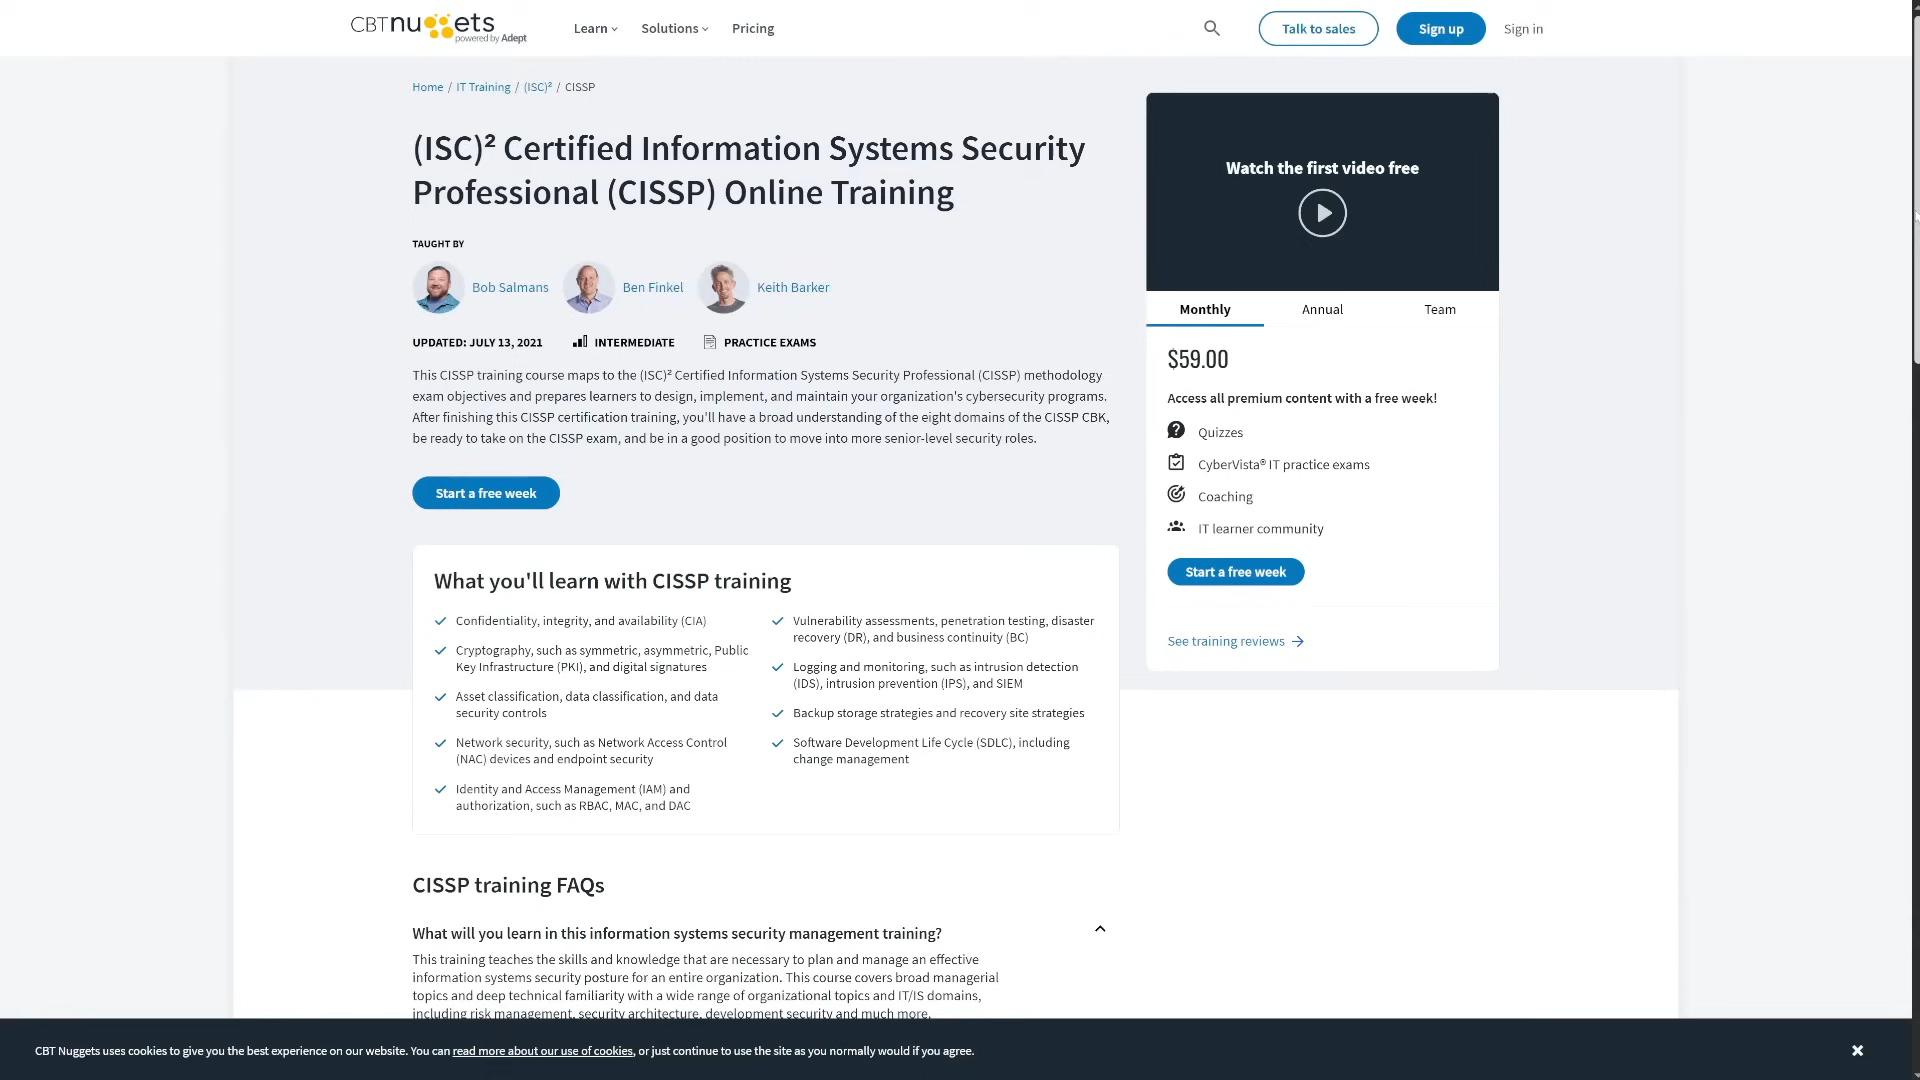 CBTnuggets
powered by Adept
Learn
Solutions
Pricing
Talk to sales
Sign up
Sign in
Home / IT Training / (ISC)² / CISSP
(ISC)² Certified Information Systems Security
Professional (CISSP) Online Training
TAUGHT BY
Bob Salmans
Ben Finkel
Keith Barker
UPDATED: JULY 13, 2021
INTERMEDIATE
PRACTICE EXAMS
This CISSP training course maps to the (ISC)² Certified Information Systems Security Professional (CISSP) methodology
exam objectives and prepares learners to design, implement, and maintain your organization's cybersecurity programs.
After finishing this CISSP certification training, you'll have a broad understanding of the eight domains of the CISSP CBK,
be ready to take on the CISSP exam, and be in a good position to move into more senior-level security roles.
Start a free week
Watch the first video free
Monthly
Annual
Team
$59.00
Access all premium content with a free week!
Quizzes
CyberVista® IT practice exams
Coaching
IT learner community
Start a free week
See training reviews
What you'll learn with CISSP training
Confidentiality, integrity, and availability (CIA)
Cryptography, such as symmetric, asymmetric, Public
Key Infrastructure (PKI), and digital signatures
Asset classification, data classification, and data
security controls
Network security, such as Network Access Control
(NAC) devices and endpoint security
Identity and Access Management (IAM) and
authorization, such as RBAC, MAC, and DAC
Vulnerability assessments, penetration testing, disaster
recovery (DR), and business continuity (BC)
Logging and monitoring, such as intrusion detection
(IDS), intrusion prevention (IPS), and SIEM
Backup storage strategies and recovery site strategies
Software Development Life Cycle (SDLC), including
change management
CISSP training FAQs
What will you learn in this information systems security management training?
This training teaches the skills and knowledge that are necessary to plan and manage an effective
information systems security posture for an entire organization. This course covers broad managerial
topics and deep technical familiarity with a wide range of organizational topics and IT/IS domains,
including risk management, security architecture, development security and much more.
CBT Nuggets uses cookies to give you the best experience on our website. You can read more about our use of cookies, or just continue to use the site as you normally would if you agree.